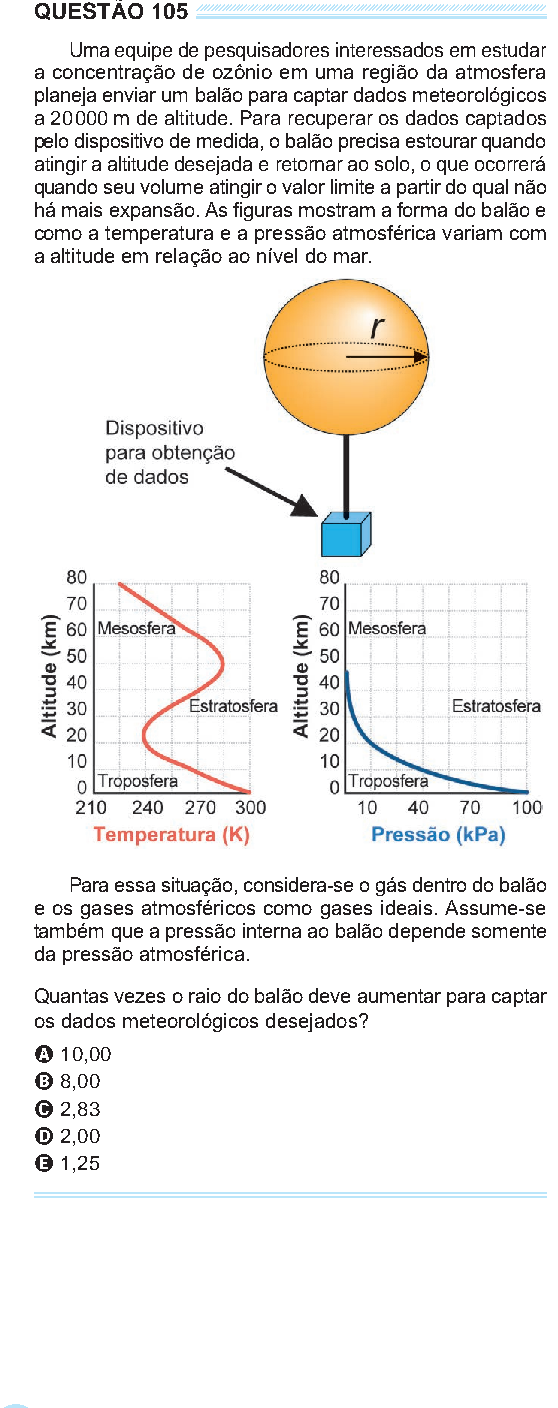 QUESTÃO 105
Uma equipe de pesquisadores interessados em estudar
a concentração de ozônio em uma região da atmosfera
planeja enviar um balão para captar dados meteorológicos
a 20 000 m de altitude. Para recuperar os dados captados
pelo dispositivo de medida, o balão precisa estourar quando
atingir a altitude desejada e retornar ao solo, o que ocorrerá
quando seu volume atingir o valor limite a partir do qual não
há mais expansão. As figuras mostram a forma do balão e
como a temperatura e a pressão atmosférica variam com
a altitude em relação ao nível do mar.
r
Dispositivo
para obtenção
de dados
80
70
60
50
40
30
20
10
0
Altitude (km)
Mesosfera
Estratosfera
Troposfera
210 240 270 300
Temperatura (K)
80
70
60
50
40
30
20
10
0
Altitude (km)
Mesosfera
Estratosfera
Troposfera
10 40 70 100
Pressão (kPa)
Para essa situação, considera-se o gás dentro do balão
e os gases atmosféricos como gases ideais. Assume-se
também que a pressão interna ao balão depende somente
da pressão atmosférica.
Quantas vezes o raio do balão deve aumentar para captar
os dados meteorológicos desejados?
A 10,00
B 8,00
C 2,83
D 2,00
E 1,25